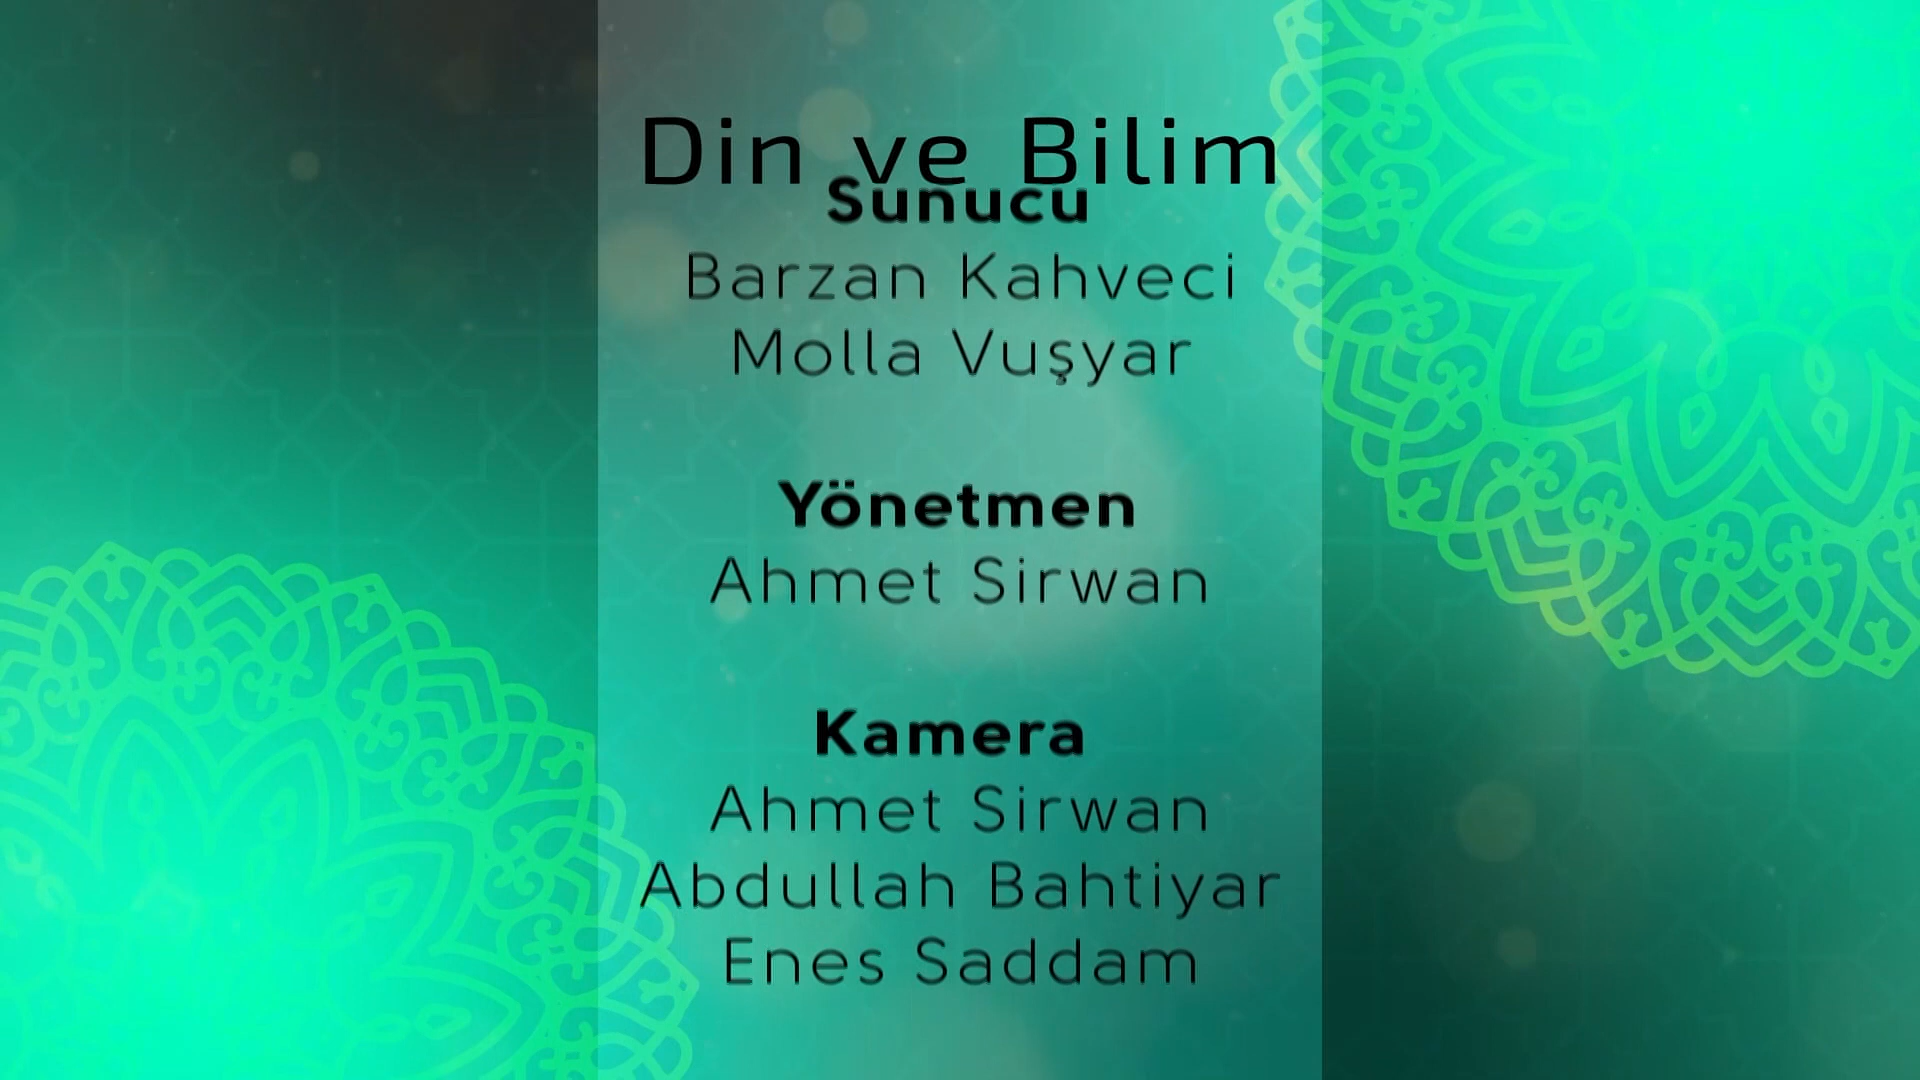 Din ve Bilim
Sunucu
Barzan Kahveci
Molla Vuşyar
Yönetmen
Ahmet Sirwan
Kamera
Ahmet Sirwan
Abdullah Bahtiyar
Enes Saddam